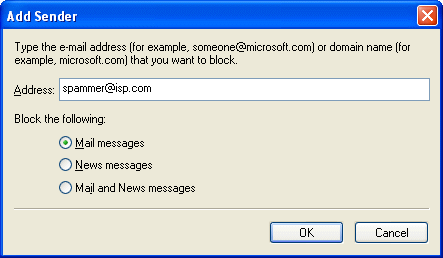 Add Sender
Type the e-mail address (for example, someone@microsoft.com) or domain name (for
example, microsoft.com) that you want to block.
Address: spammer@isp.com
Block the following:
Mail messages
News messages
Mail and News messages
OK Cancel